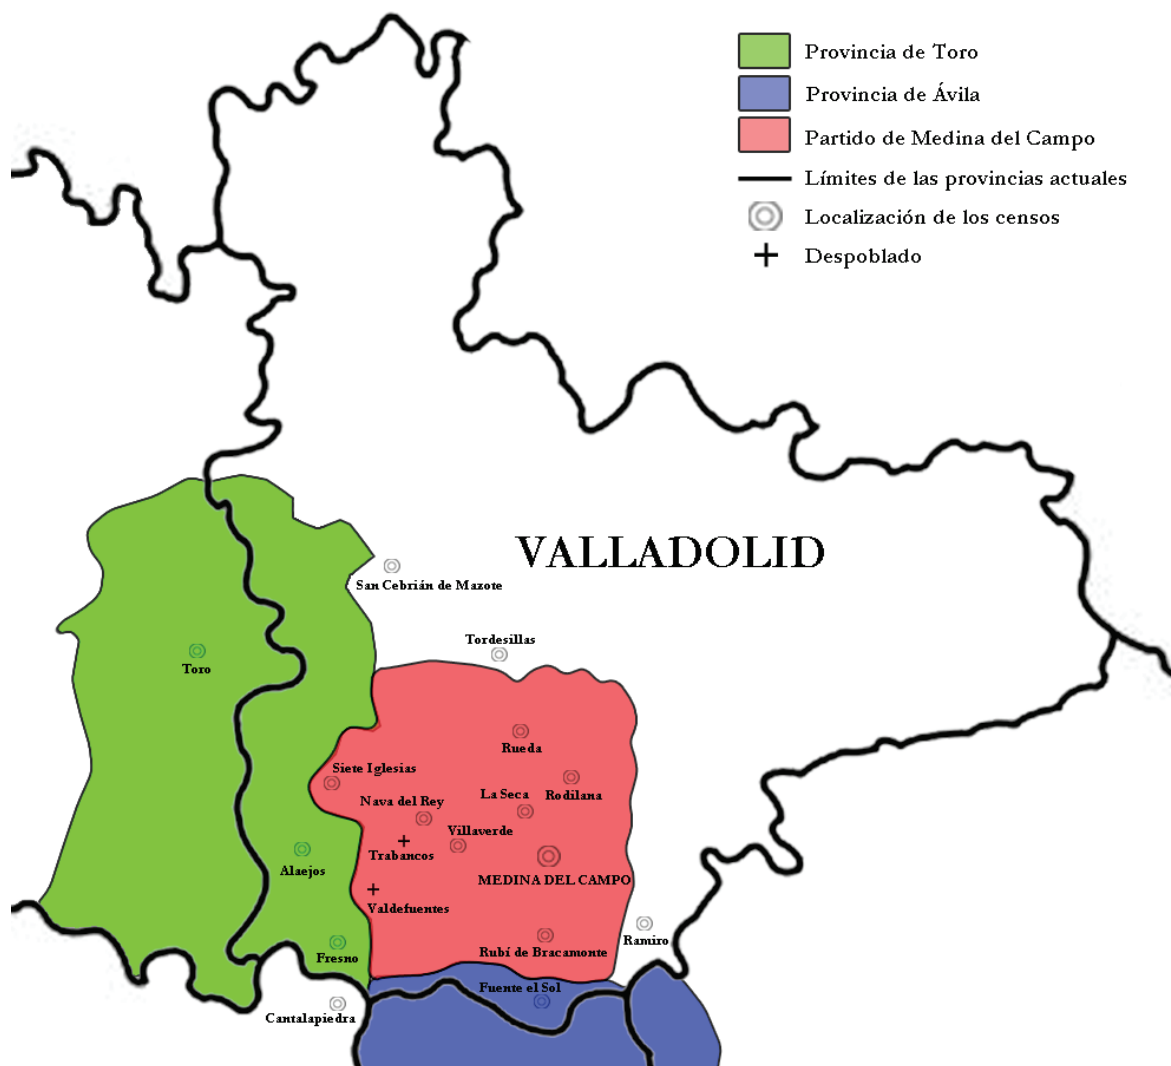 Provincia de Toro
Provincia de Ávila
Partido de Medina del Campo
Límites de las provincias actuales
Localización de los censos
Despoblado
VALLADOLID
San Cebrián de Mazote
Tordesillas
Toro
Rueda
Siete Iglesias
La Seca
Rodilana
Nava del Rey
Villaverde
Trabancos
Alaejos
MEDINA DEL CAMPO
Valdefuentes
Ramiro
Rubí de Bracamonte
Fresno
Fuente el Sol
Cantalapiedra